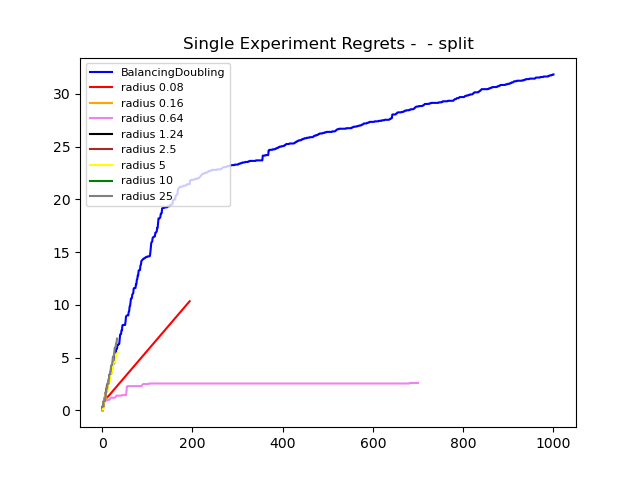 Single Experiment Regrets -  - split
BalancingDoubling
radius 0.08
radius 0.16
radius 0.64
radius 1.24
radius 2.5
radius 5
radius 10
radius 25
30
25
20
15
10
5
0
0 200 400 600 800 1000